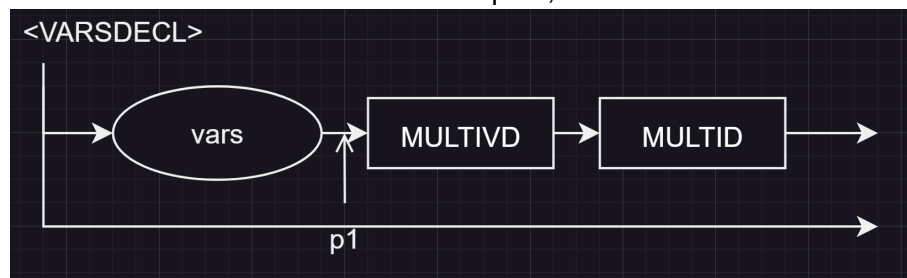 <VARSDECL>
vars
MULTIVD
MULTID
p1